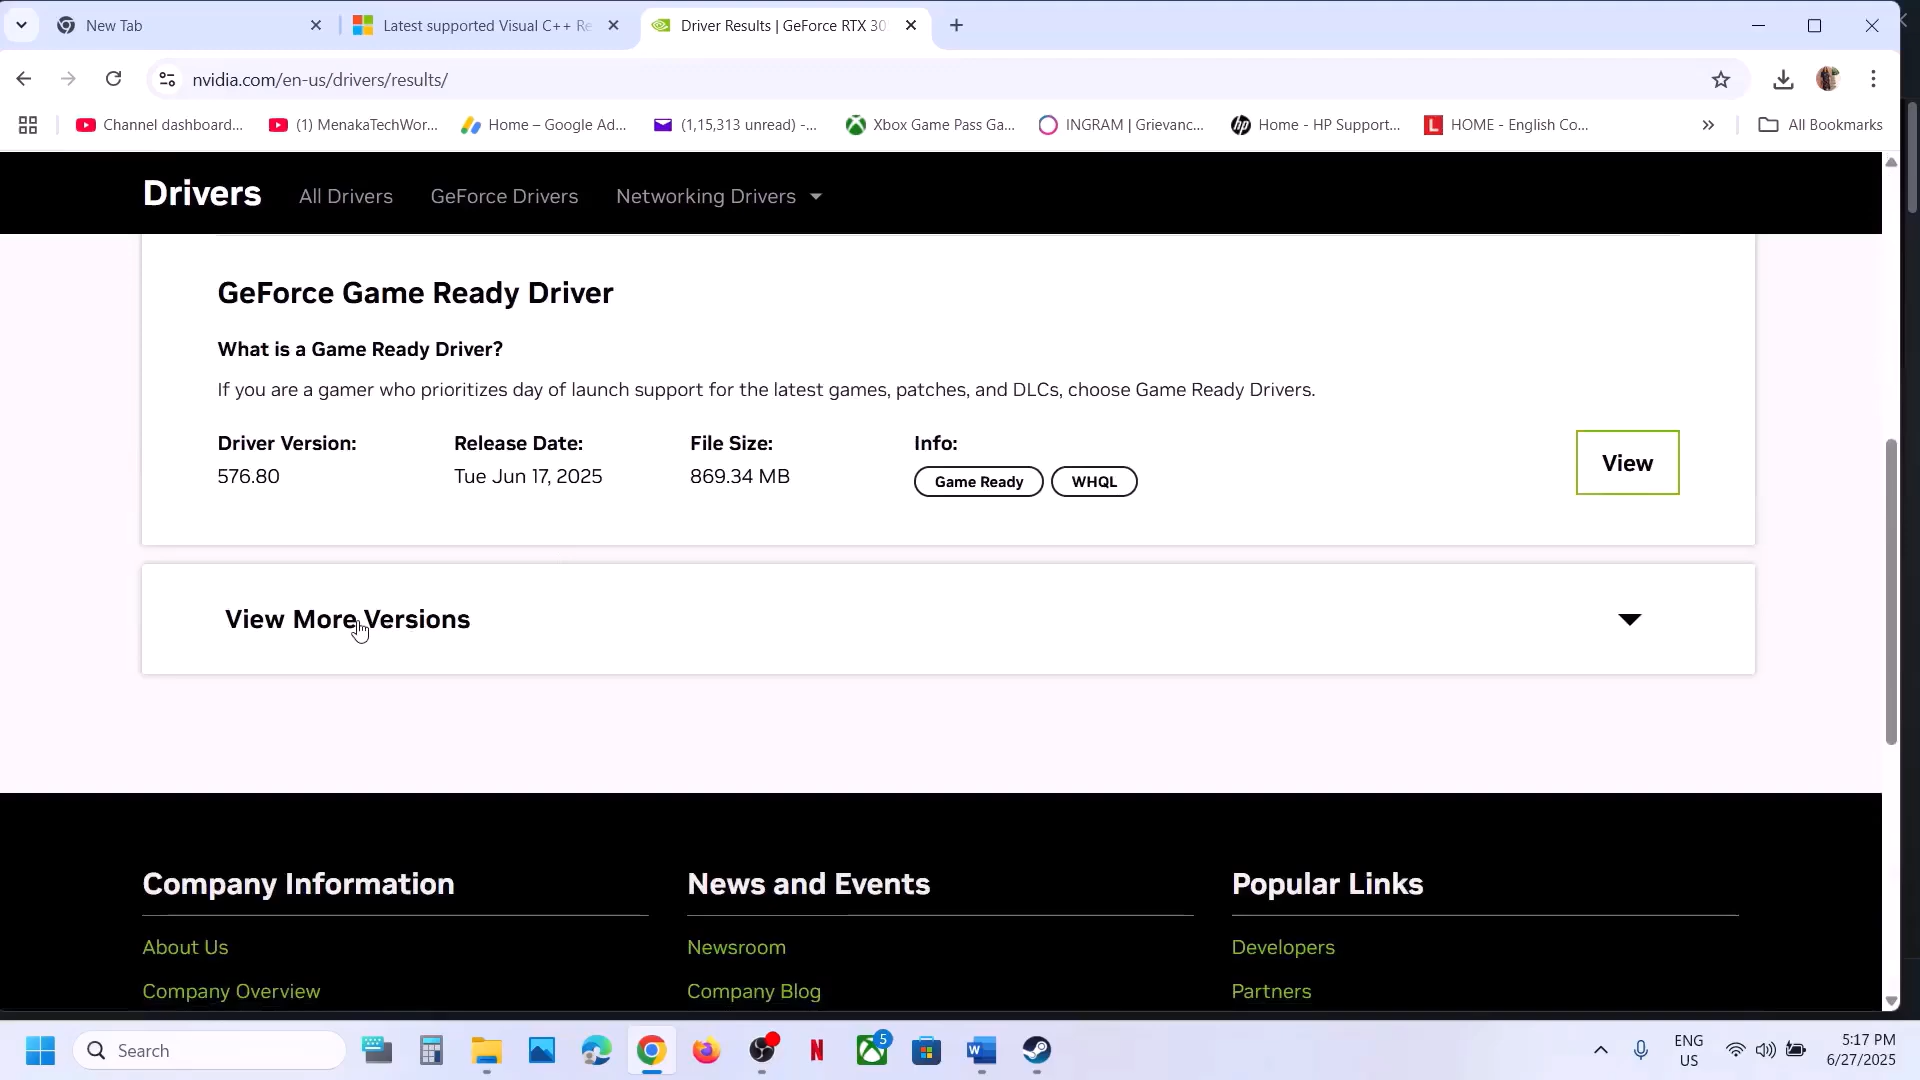 New Tab
Latest supported Visual C++ Re
Driver Results | GeForce RTX 30
nvidia.com/en-us/drivers/results/
Channel dashboard...
(1) MenakaTechWor...
Home – Google Ad...
(1,15,313 unread) -...
Xbox Game Pass Ga...
INGRAM | Grievanc...
Home - HP Support...
HOME - English Co...
»
All Bookmarks
Drivers
All Drivers
GeForce Drivers
Networking Drivers
GeForce Game Ready Driver
What is a Game Ready Driver?
If you are a gamer who prioritizes day of launch support for the latest games, patches, and DLCs, choose Game Ready Drivers.
Driver Version:
Release Date:
File Size:
Info:
576.80
Tue Jun 17, 2025
869.34 MB
Game Ready
WHQL
View
View More Versions
Company Information
News and Events
Popular Links
About Us
Newsroom
Developers
Company Overview
Company Blog
Partners
Search
5
ENG
US
5:17 PM
6/27/2025